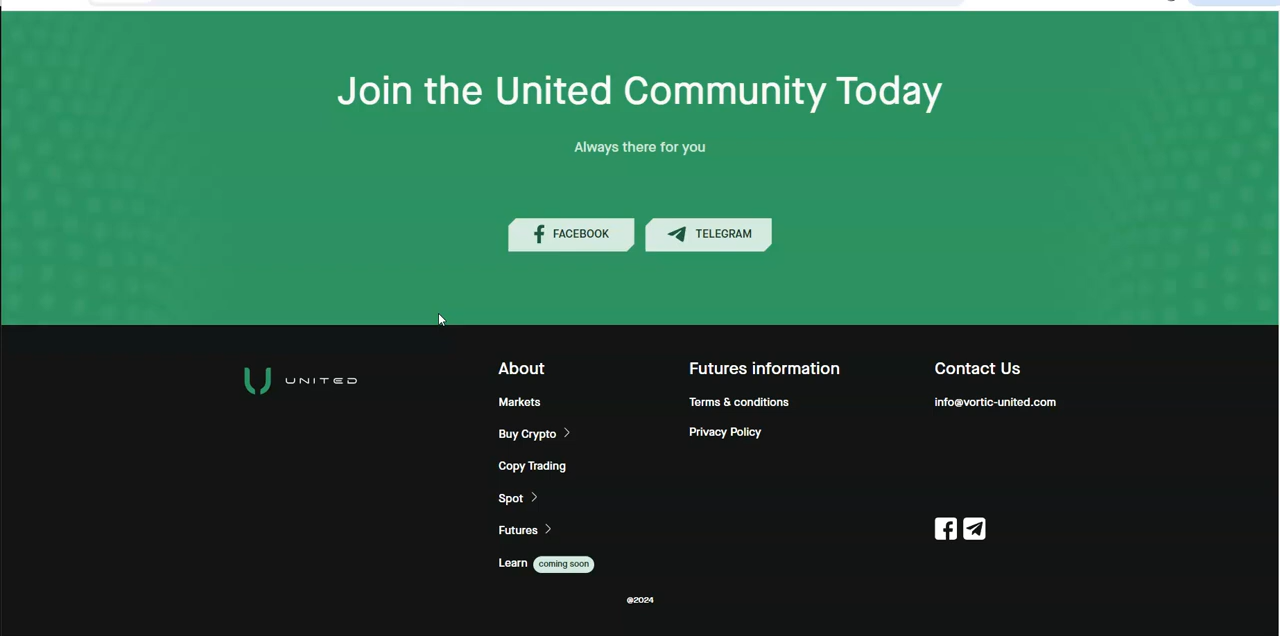 Join the United Community Today
Always there for you
FACEBOOK
TELEGRAM
UNITED
About
Markets
Buy Crypto
Copy Trading
Spot
Futures
Learn coming soon
Futures information
Terms & conditions
Privacy Policy
Contact Us
info@vortic-united.com
@2024